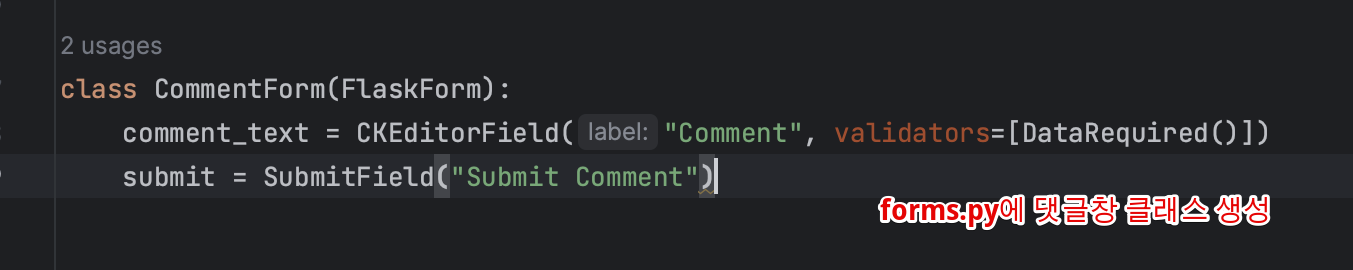 2 usages
class CommentForm(FlaskForm):
comment_text = CKEditorField( label: "Comment", validators=[DataRequired()])
submit = SubmitField("Submit Comment")
forms.py에 댓글창 클래스 생성